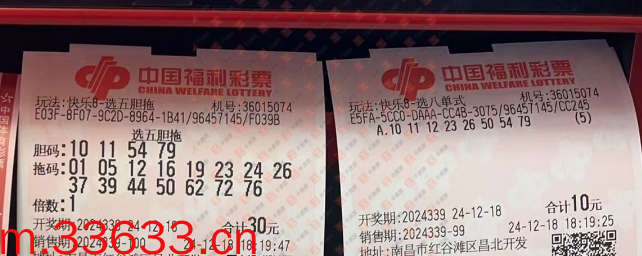 中国福利彩票
CHINA WELFARE LOTTERY
玩法:快乐8-选五胆拖 机号:36015074
E03F-8F07-9C2D-8964-1B41/96457145/F039B
选五胆拖
胆码:10 11 54 79
拖码:01 05 12 16 19 23 24 26
37 39 44 50 62 72 76
倍数:1
开奖期:2024339 24-12-18 合计30元
销售期:2024339-100 24-12-18 18:19:47
中国福利彩票
CHINA WELFARE LOTTERY
玩法:快乐8-选八单式 机号:36015074
E5FA-5CC0-DAAA-CC4B-3075/96457145/CC245
A.10 11 12 23 26 50 54 79 (5)
合计10元
开奖期:2024339 24-12-18
销售期:2024339-99 24-12-18 18:19:25
南昌市红谷滩区昌北开发
m.33633.cn